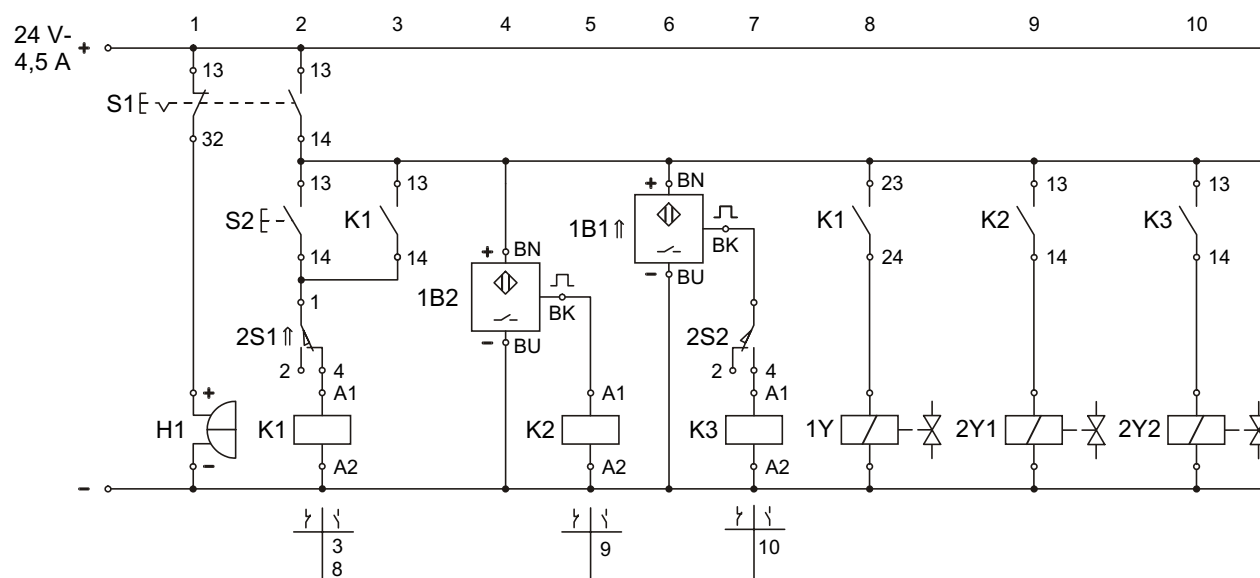 1 2 3 4 5 6 7 8 9 10
24 V-
4,5 A
+
13 13
S1
32 14
13 13 + BN 23 13 13
S2 K1 1B1⇑ K1 K2 K3
BK
14 14 + BN - BU 24 14 14
1B2
1 BK
2S1⇑ - BU 2S2
2 4 2 4
+ A1 A1 A1
H1 K1 K2 K3 1Y 2Y1 2Y2
- A2 A2 A2
-
3 9 10
8